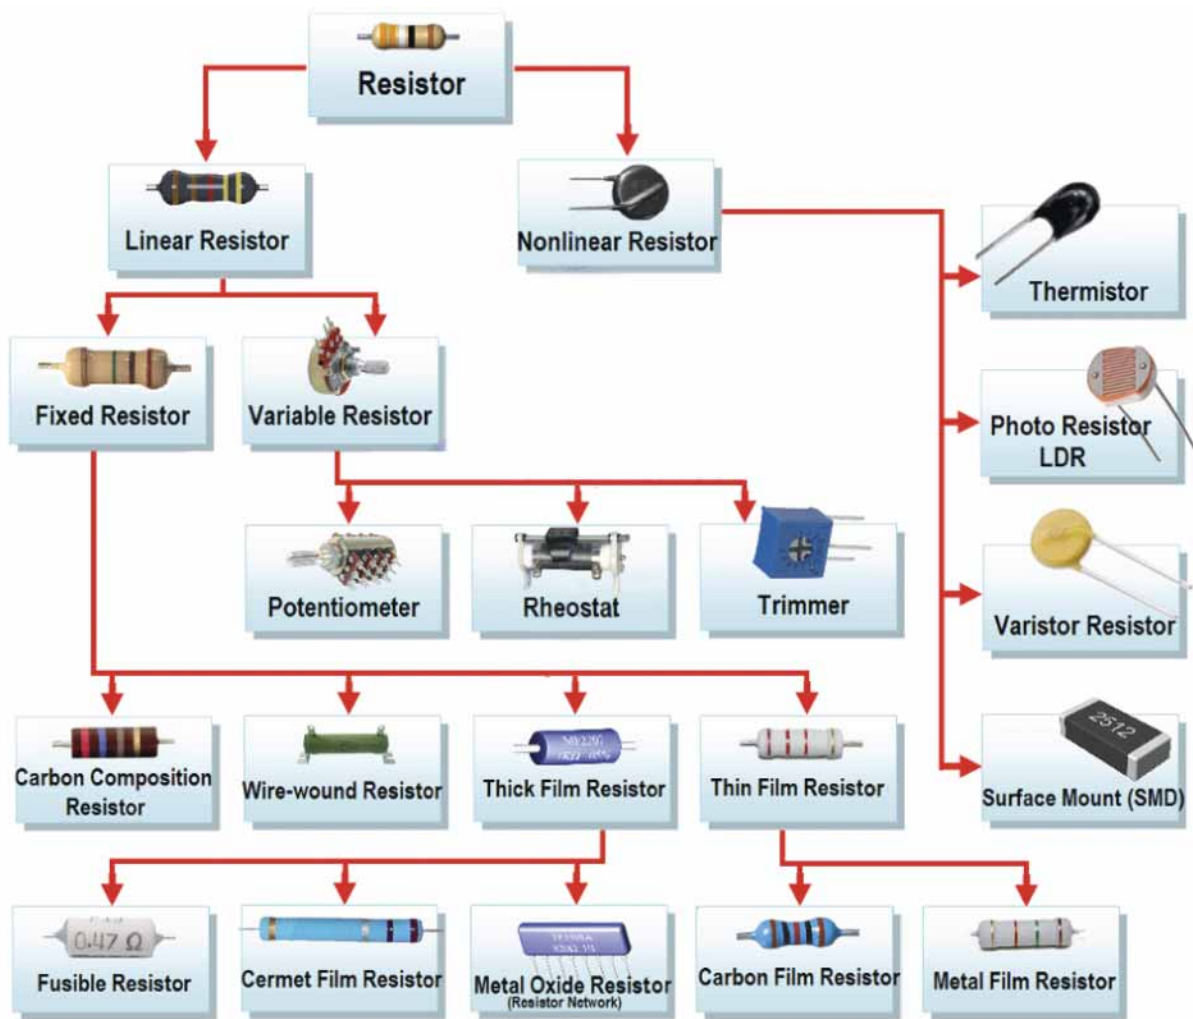 Resistor
Linear Resistor
Nonlinear Resistor
Thermistor
Fixed Resistor
Variable Resistor
Photo Resistor
LDR
Potentiometer
Rheostat
Trimmer
Varistor Resistor
Carbon Composition
Resistor
Wire-wound Resistor
Thick Film Resistor
Thin Film Resistor
2512
Surface Mount (SMD)
0.47 Ω
Fusible Resistor
Cermet Film Resistor
Metal Oxide Resistor
(Resistor Network)
Carbon Film Resistor
Metal Film Resistor